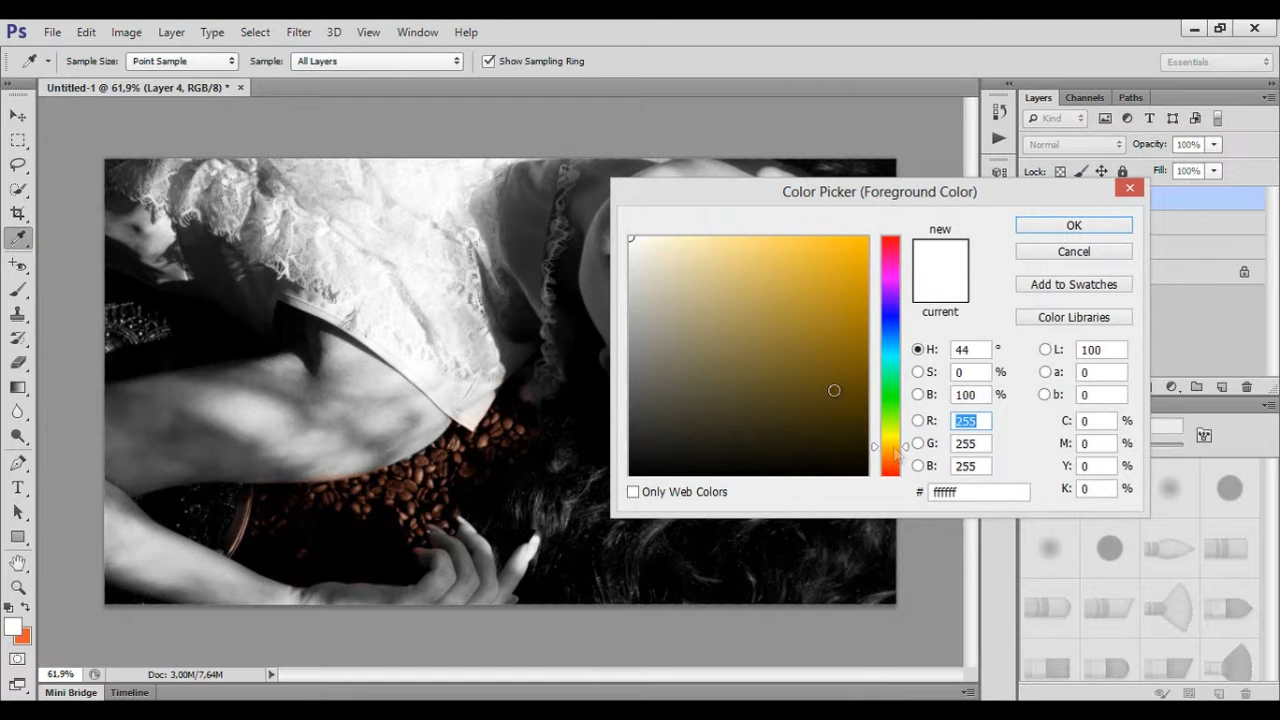 Ps File Edit Image Layer Type Select Filter 3D View Window Help
Sample Size: Point Sample Sample: All Layers Show Sampling Ring Essentials
Untitled-1 @ 61,9% (Layer 4, RGB/8) * ×
Layers Channels Paths
Kind
Normal Opacity: 100%
Lock: Fill: 100%
Color Picker (Foreground Color)
new
current
OK
Cancel
Add to Swatches
Color Libraries
H: 44 ° L: 100
S: 0 % a: 0
B: 100 % b: 0
R: 255 C: 0 %
G: 255 M: 0 %
B: 255 Y: 0 %
# ffffff K: 0 %
Only Web Colors
61,9% Doc: 3,00M/7,64M
Mini Bridge Timeline